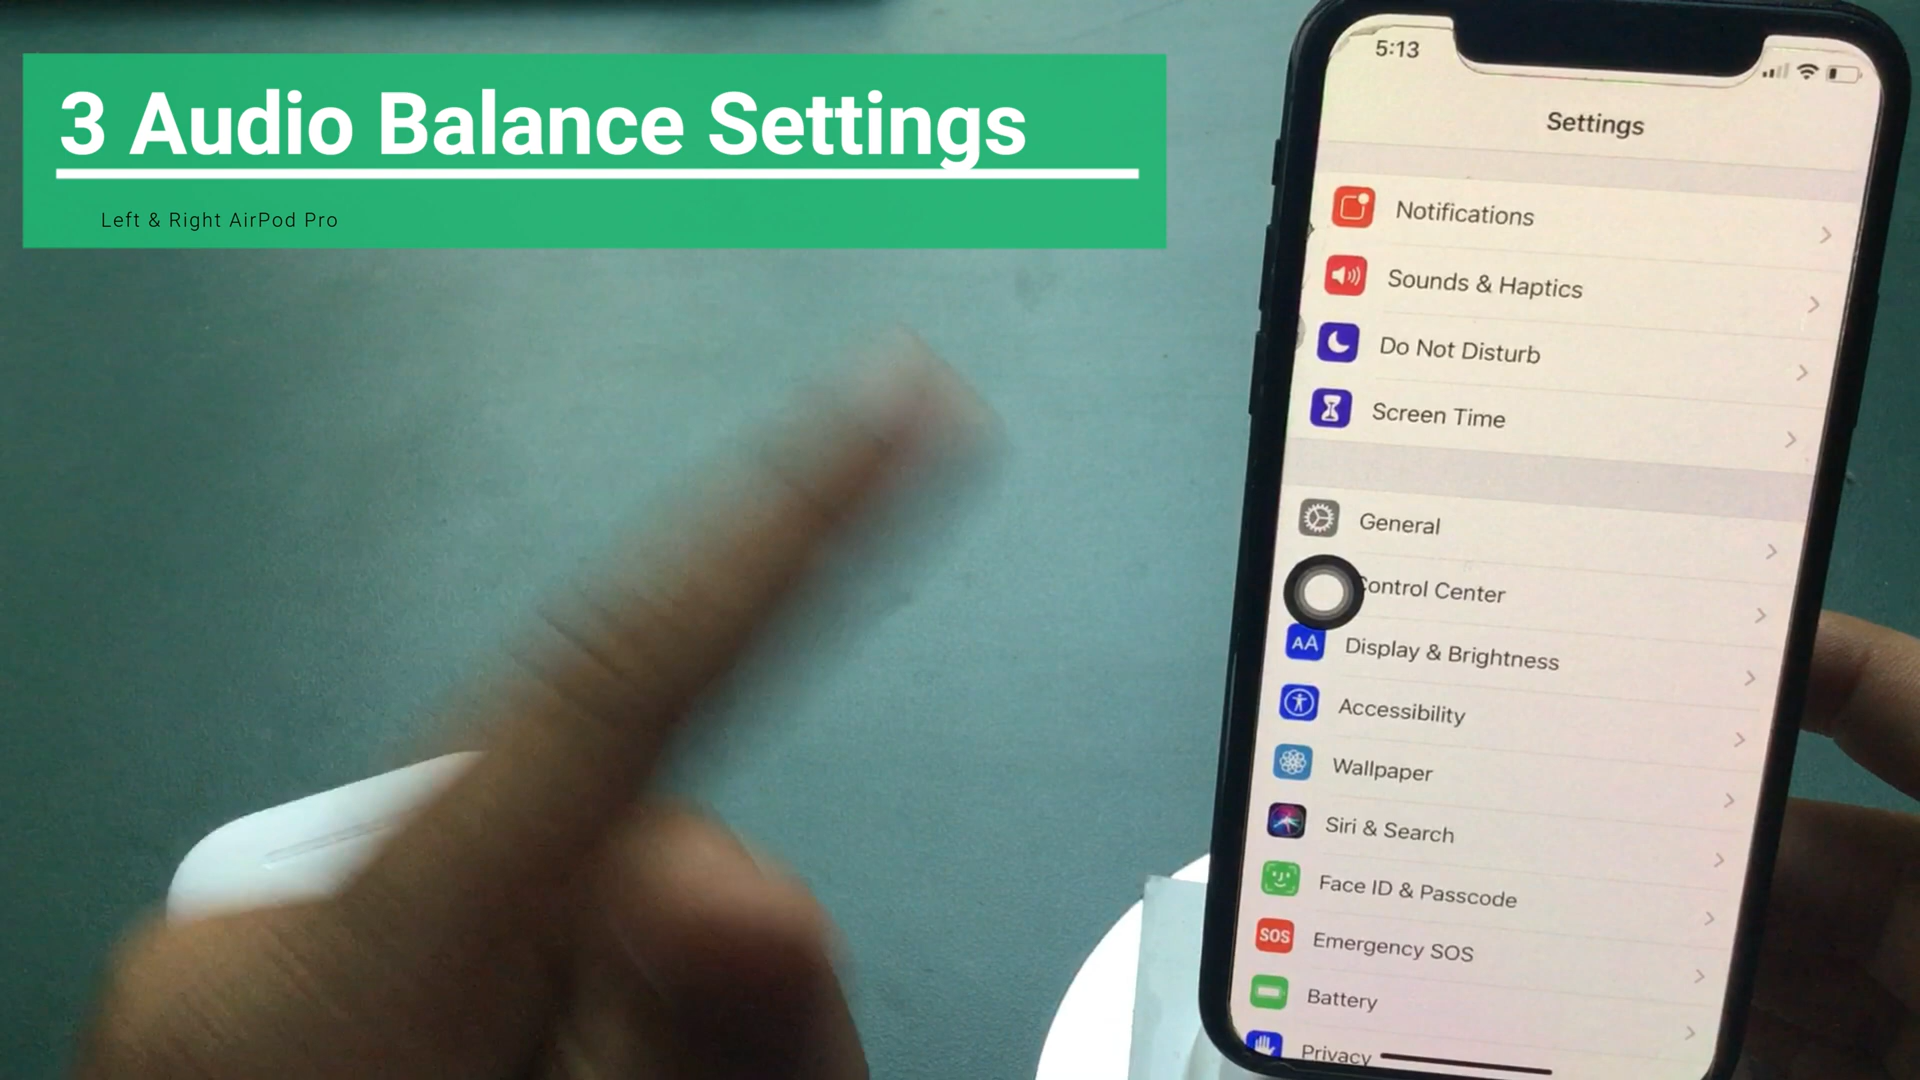 3 Audio Balance Settings
Left & Right AirPod Pro
5:13
Settings
Notifications
Sounds & Haptics
Do Not Disturb
Screen Time
General
Control Center
AA
Display & Brightness
Accessibility
Wallpaper
Siri & Search
Face ID & Passcode
SOS
Emergency SOS
Battery
Privacy